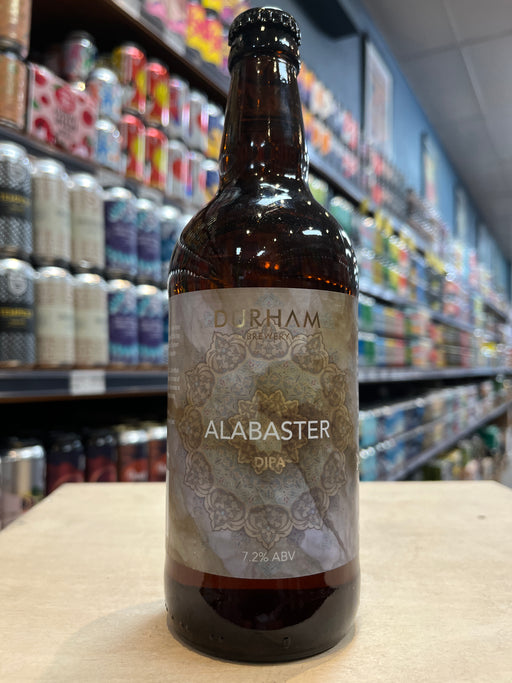 DURHAM
BREWERY
ALABASTER
DIPA
7.2% ABV